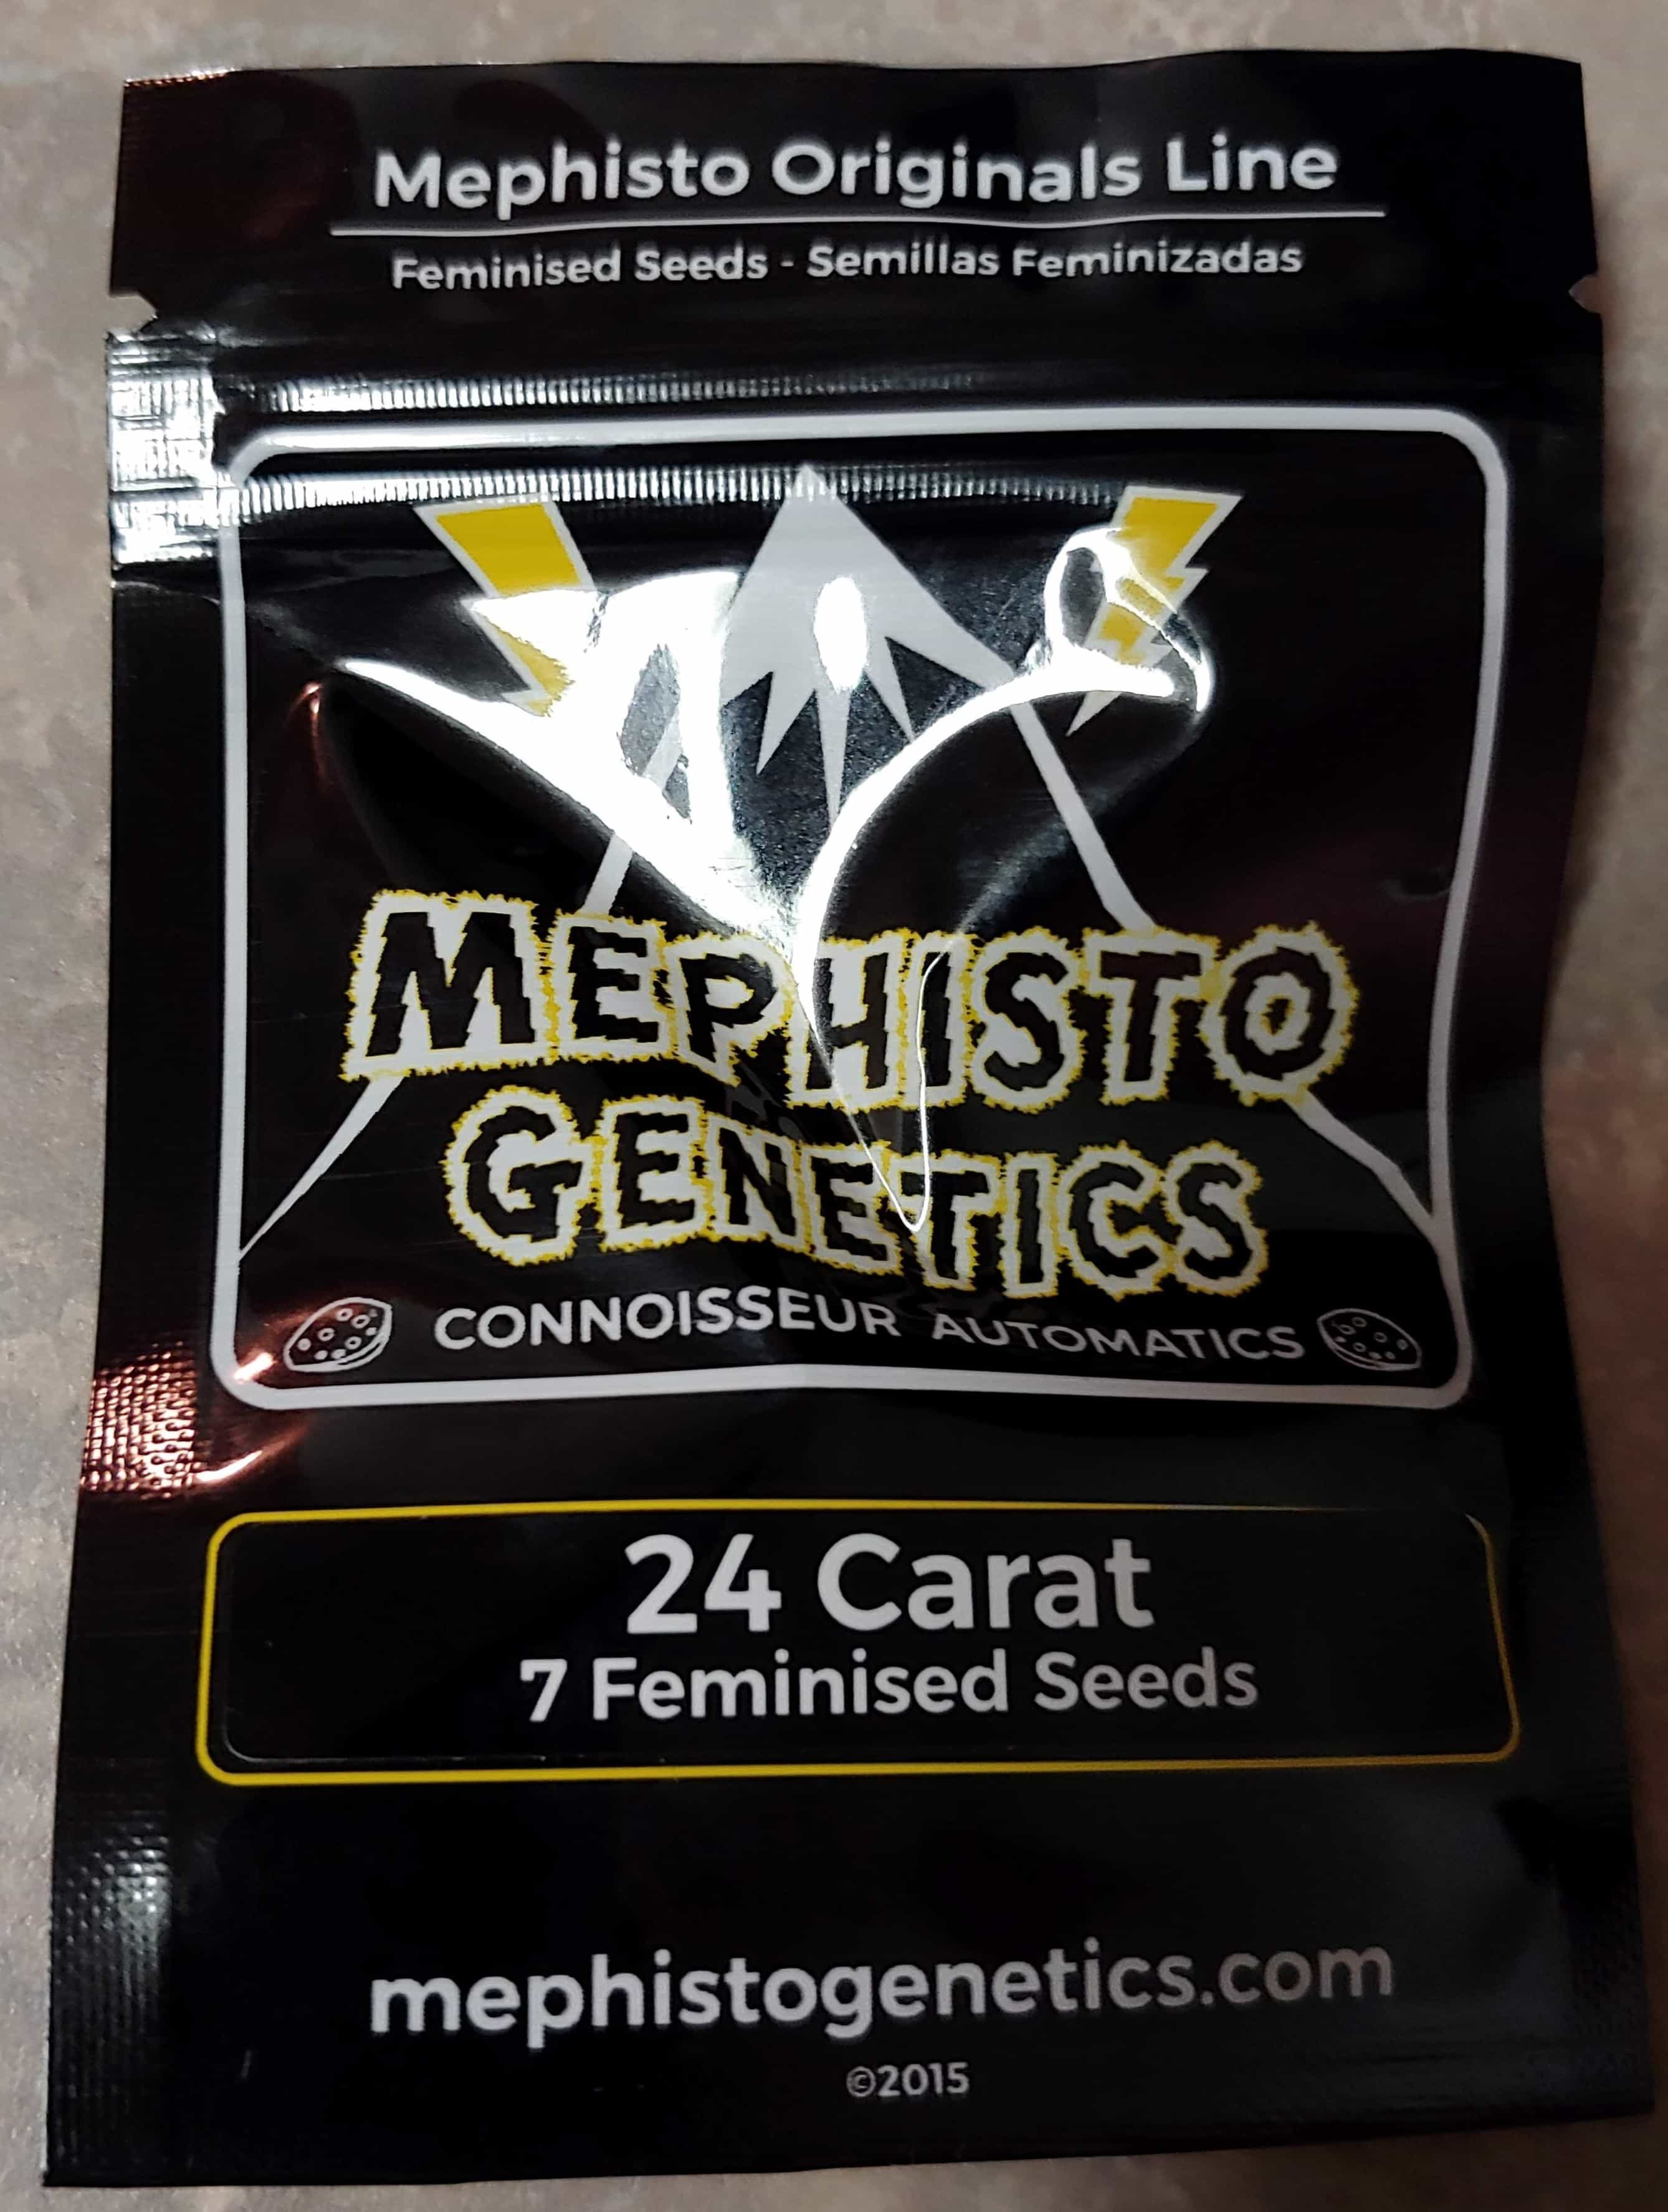 Mephisto Originals Line
Feminised Seeds - Semillas Feminizadas
MEPHISTO
GENETICS
CONNOISSEUR AUTOMATICS
24 Carat
7 Feminised Seeds
mephistogenetics.com
©2015